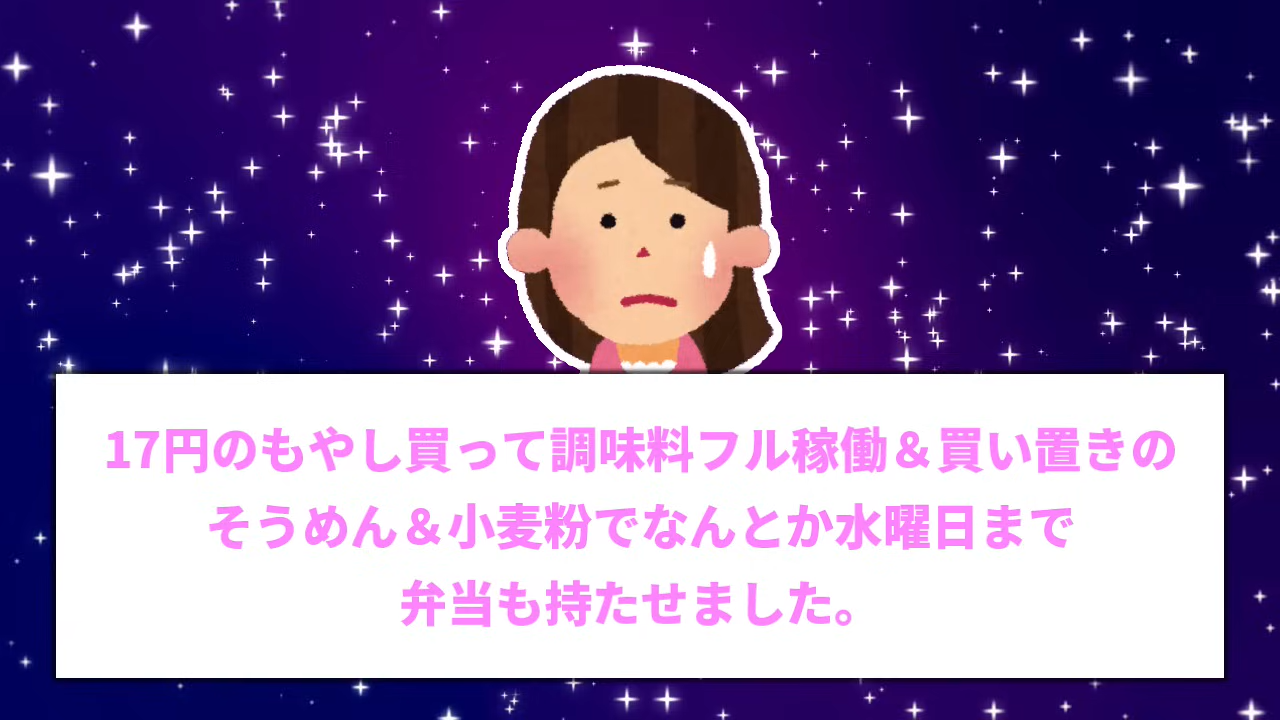 17円のもやし買って調味料フル稼働＆買い置きの
そうめん＆小麦粉でなんとか水曜日まで
弁当も持たせました。